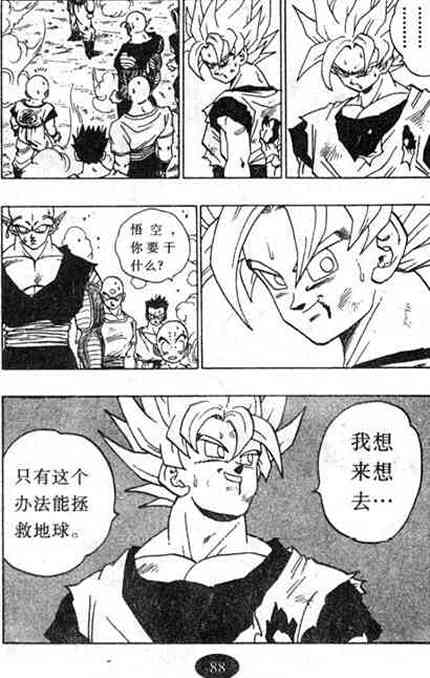 …………
悟空，
你要干
什么？
我想
来想
去…
只有这个
办法能拯
救地球。
88